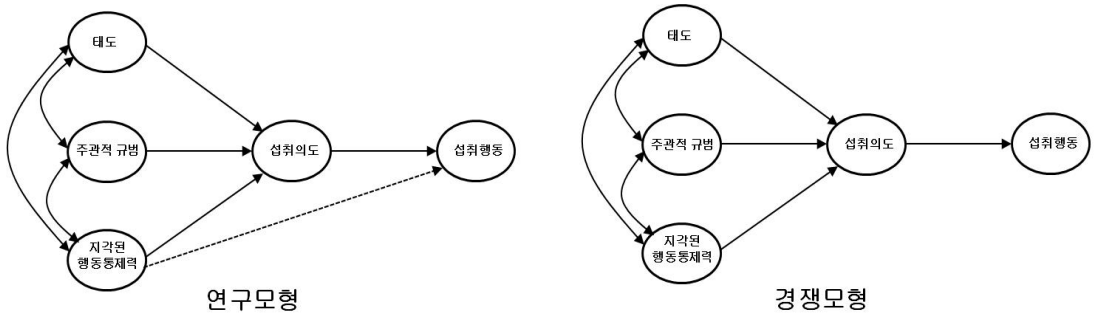 태도
주관적 규범
섭취의도
섭취행동
지각된
행동통제력
연구모형
태도
주관적 규범
섭취의도
섭취행동
지각된
행동통제력
경쟁모형